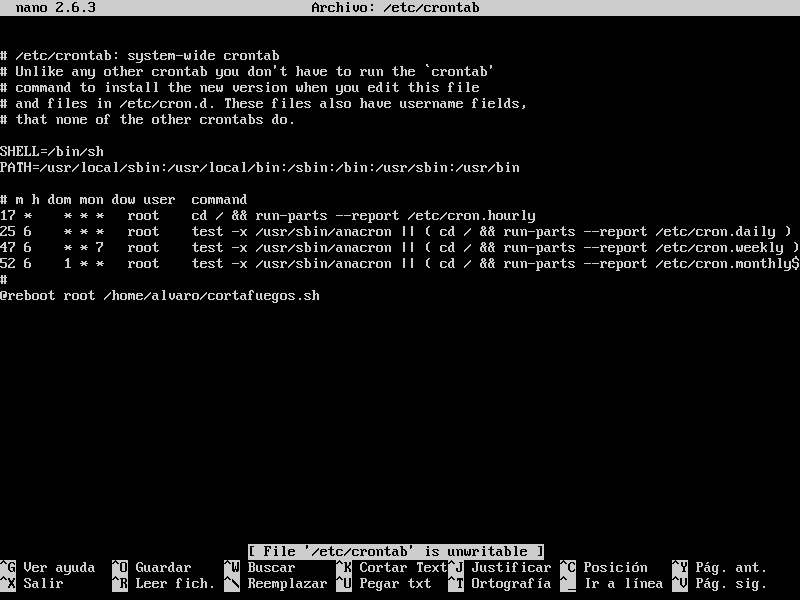 nano 2.6.3 Archivo: /etc/crontab
# /etc/crontab: system-wide crontab
# Unlike any other crontab you don't have to run the `crontab'
# command to install the new version when you edit this file
# and files in /etc/cron.d. These files also have username fields,
# that none of the other crontabs do.
SHELL=/bin/sh
PATH=/usr/local/sbin:/usr/local/bin:/sbin:/bin:/usr/sbin:/usr/bin
# m h dom mon dow user  command
17 *    * * *   root    cd / && run-parts --report /etc/cron.hourly
25 6    * * *   root    test -x /usr/sbin/anacron || ( cd / && run-parts --report /etc/cron.daily )
47 6    * * 7   root    test -x /usr/sbin/anacron || ( cd / && run-parts --report /etc/cron.weekly )
52 6    1 * *   root    test -x /usr/sbin/anacron || ( cd / && run-parts --report /etc/cron.monthly$
#
@reboot root /home/alvaro/cortafuegos.sh
[ File '/etc/crontab' is unwritable ]
^G Ver ayuda ^O Guardar ^W Buscar ^K Cortar Text^J Justificar ^C Posición ^Y Pág. ant.
^X Salir ^R Leer fich. ^\ Reemplazar ^U Pegar txt ^T Ortografía ^_ Ir a línea ^V Pág. sig.